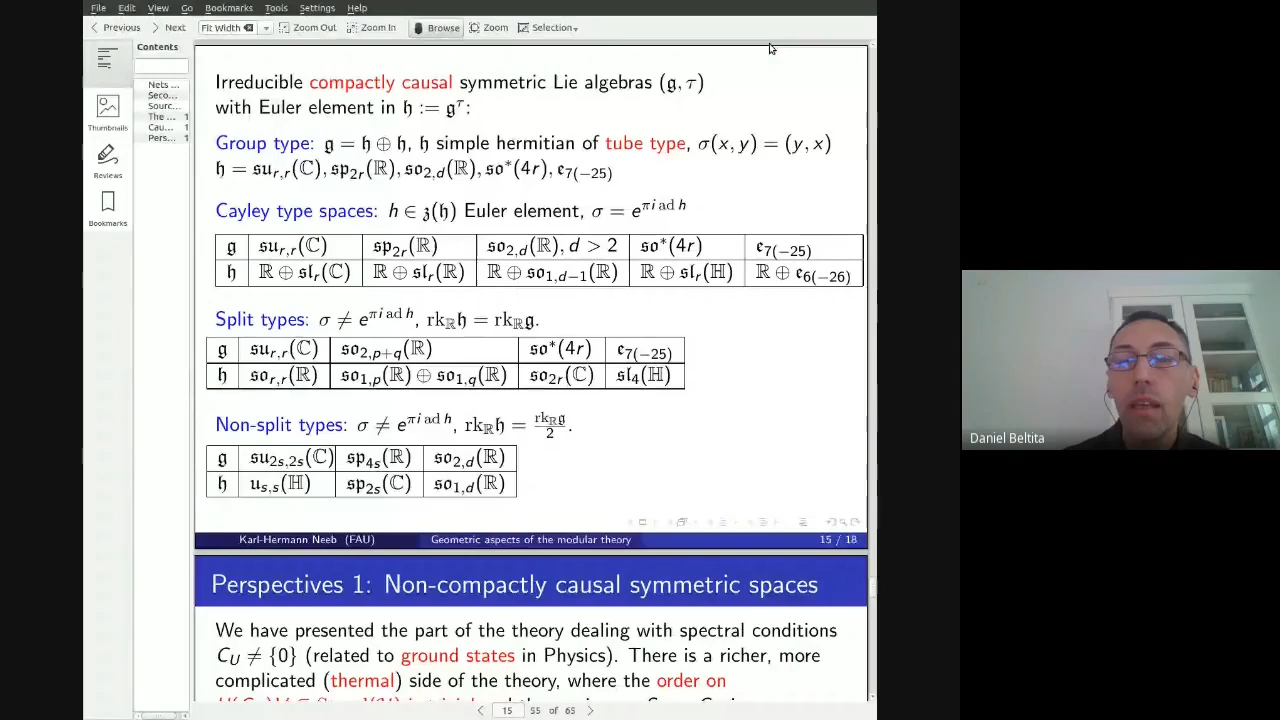 File Edit View Go Bookmarks Tools Settings Help
Previous Next Fit Width Zoom Out Zoom In Browse Zoom Selection
Contents
Nets ...
Seco...
Sourc...
The ... 1
Cau... 1
Pers... 1
Thumbnails
Reviews
Bookmarks
Irreducible compactly causal symmetric Lie algebras (𝔤, τ)
with Euler element in 𝔥 := 𝔤^τ:
Group type: 𝔤 = 𝔥 ⊕ 𝔥, 𝔥 simple hermitian of tube type, σ(x, y) = (y, x)
𝔥 = 𝔰𝔲_{r,r}(ℂ), 𝔰𝔭_{2r}(ℝ), 𝔰𝔬_{2,d}(ℝ), 𝔰𝔬*(4r), 𝔢_{7(−25)}
Cayley type spaces: h ∈ 𝔷(𝔥) Euler element, σ = e^{πi ad h}
𝔤 𝔰𝔲_{r,r}(ℂ) 𝔰𝔭_{2r}(ℝ) 𝔰𝔬_{2,d}(ℝ), d > 2 𝔰𝔬*(4r) 𝔢_{7(−25)}
𝔥 ℝ ⊕ 𝔰𝔩_r(ℂ) ℝ ⊕ 𝔰𝔩_r(ℝ) ℝ ⊕ 𝔰𝔬_{1,d−1}(ℝ) ℝ ⊕ 𝔰𝔩_r(ℍ) ℝ ⊕ 𝔢_{6(−26)}
Split types: σ ≠ e^{πi ad h}, rk_ℝ𝔥 = rk_ℝ𝔤.
𝔤 𝔰𝔲_{r,r}(ℂ) 𝔰𝔬_{2,p+q}(ℝ) 𝔰𝔬*(4r) 𝔢_{7(−25)}
𝔥 𝔰𝔬_{r,r}(ℝ) 𝔰𝔬_{1,p}(ℝ) ⊕ 𝔰𝔬_{1,q}(ℝ) 𝔰𝔬_{2r}(ℂ) 𝔰𝔩_4(ℍ)
Non-split types: σ ≠ e^{πi ad h}, rk_ℝ𝔥 = rk_ℝ𝔤/2.
𝔤 𝔰𝔲_{2s,2s}(ℂ) 𝔰𝔭_{4s}(ℝ) 𝔰𝔬_{2,d}(ℝ)
𝔥 𝔲_{s,s}(ℍ) 𝔰𝔭_{2s}(ℂ) 𝔰𝔬_{1,d}(ℝ)
Karl-Hermann Neeb (FAU) Geometric aspects of the modular theory 15 / 18
Perspectives 1: Non-compactly causal symmetric spaces
We have presented the part of the theory dealing with spectral conditions
C_U ≠ {0} (related to ground states in Physics). There is a richer, more
complicated (thermal) side of the theory, where the order on
15 55 of 65
Daniel Beltita